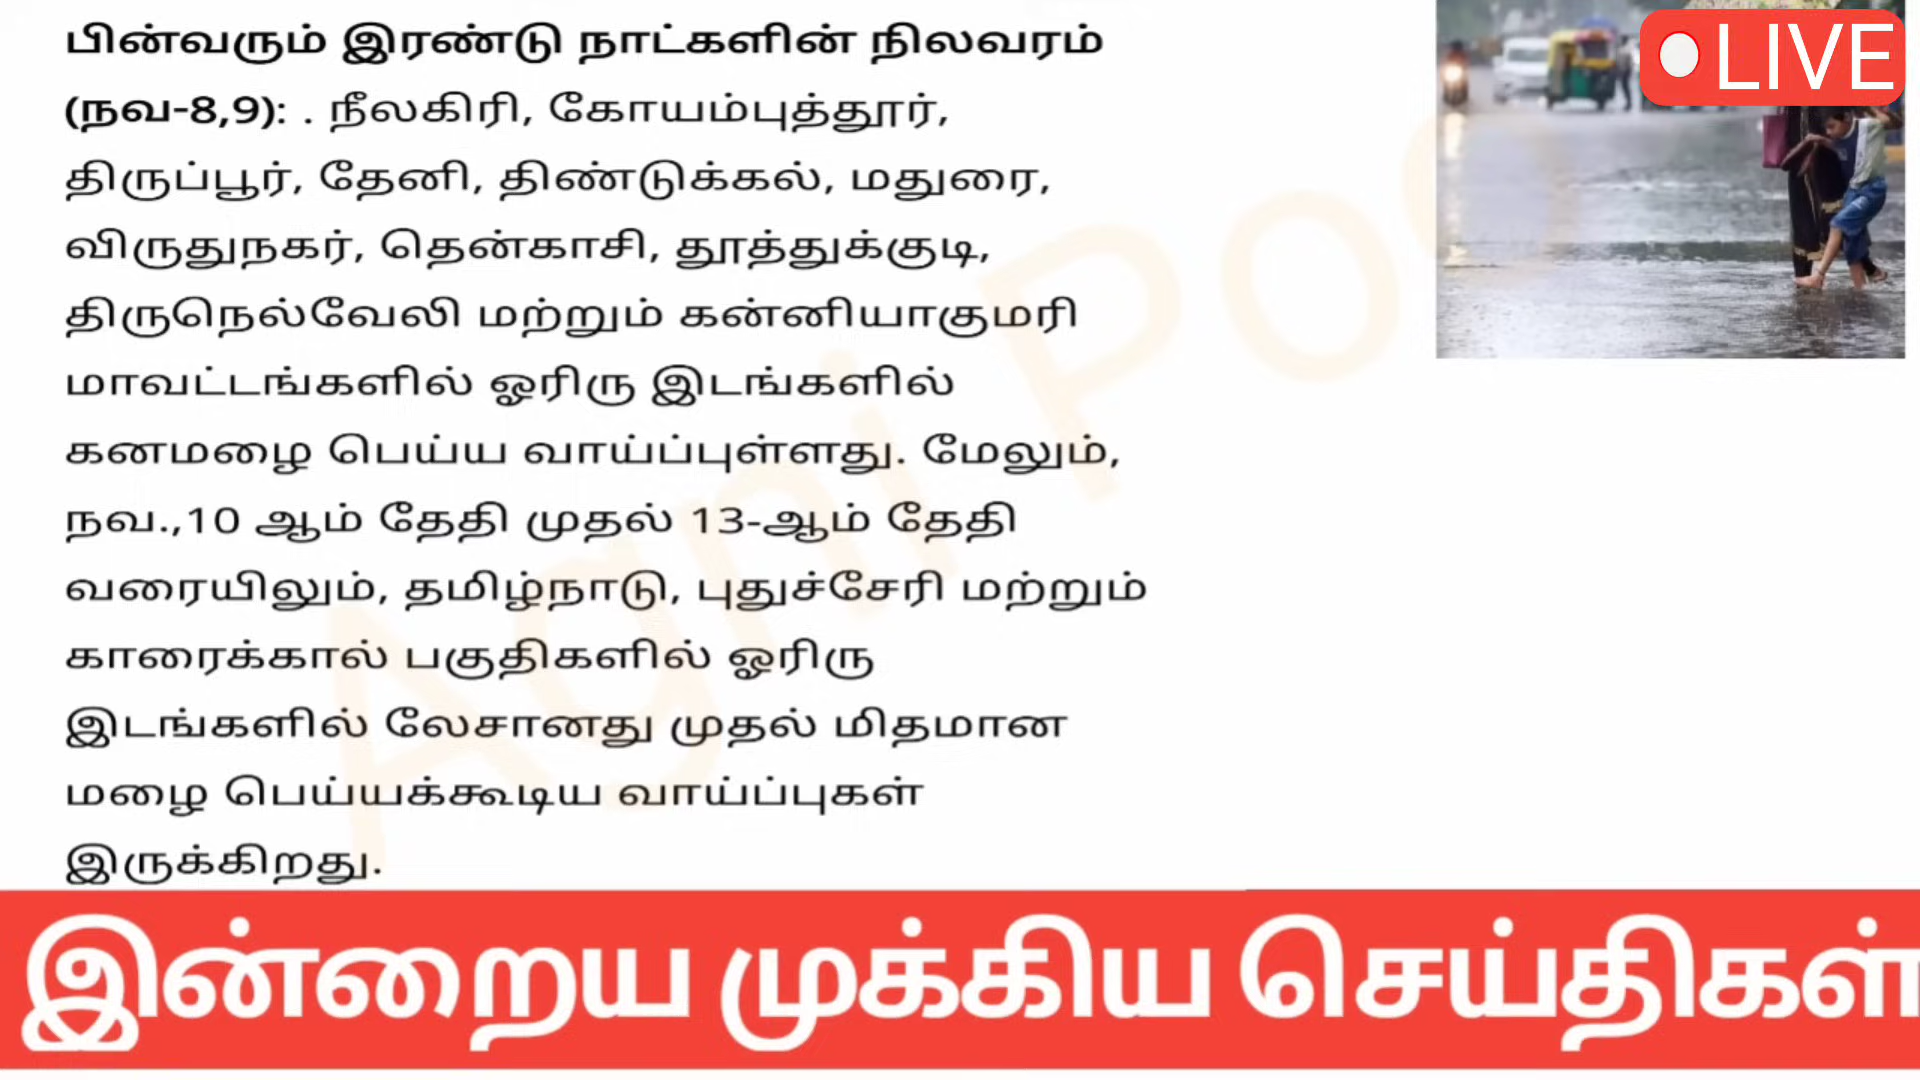 பின்வரும் இரண்டு நாட்களின் நிலவரம்
(நவ-8,9): . நீலகிரி, கோயம்புத்தூர்,
திருப்பூர், தேனி, திண்டுக்கல், மதுரை,
விருதுநகர், தென்காசி, தூத்துக்குடி,
திருநெல்வேலி மற்றும் கன்னியாகுமரி
மாவட்டங்களில் ஓரிரு இடங்களில்
கனமழை பெய்ய வாய்ப்புள்ளது. மேலும்,
நவ.,10 ஆம் தேதி முதல் 13-ஆம் தேதி
வரையிலும், தமிழ்நாடு, புதுச்சேரி மற்றும்
காரைக்கால் பகுதிகளில் ஓரிரு
இடங்களில் லேசானது முதல் மிதமான
மழை பெய்யக்கூடிய வாய்ப்புகள்
இருக்கிறது.
LIVE
Agni Po
இன்றைய முக்கிய செய்திகள்